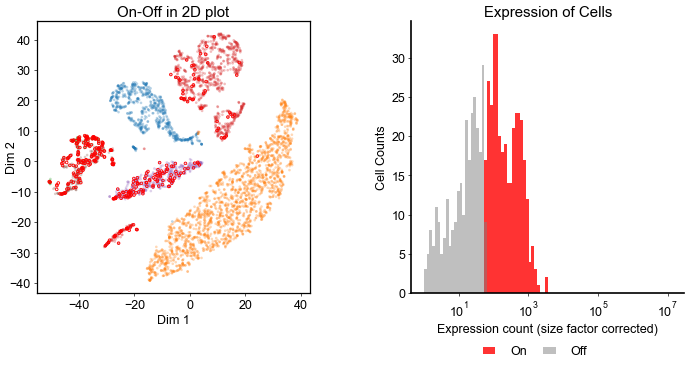 On-Off in 2D plot
Dim 2
40
30
20
10
0
−10
−20
−30
−40
−40 −20 0 20 40
Dim 1
Expression of Cells
Cell Counts
30
25
20
15
10
5
0
10^1 10^3 10^5 10^7
Expression count (size factor corrected)
On Off